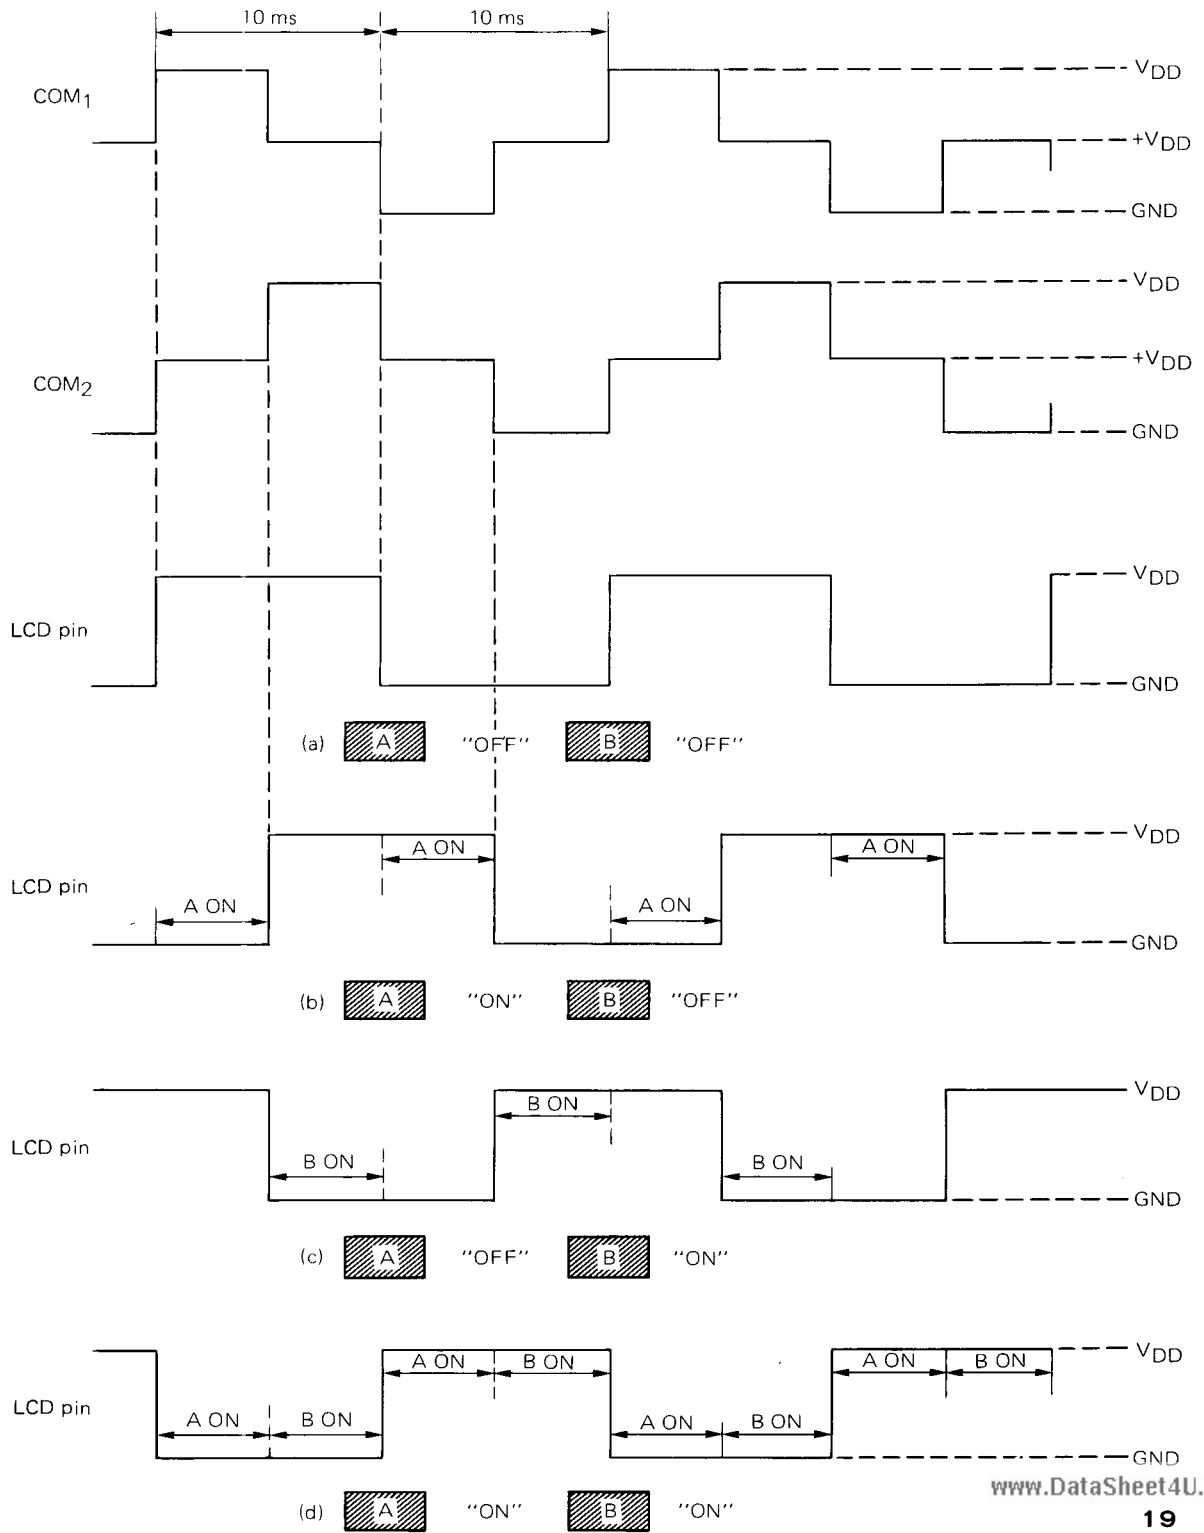 10 ms 10 ms
VDD
COM1
+VDD
GND
VDD
+VDD
COM2
GND
VDD
LCD pin
GND
(a) A "OFF" B "OFF"
VDD
A ON A ON
LCD pin
A ON A ON
GND
(b) A "ON" B "OFF"
VDD
B ON
LCD pin
B ON B ON
GND
(c) A "OFF" B "ON"
VDD
A ON B ON A ON B ON
LCD pin
A ON B ON A ON B ON
GND
www.DataSheet4U.
(d) A "ON" B "ON"
19